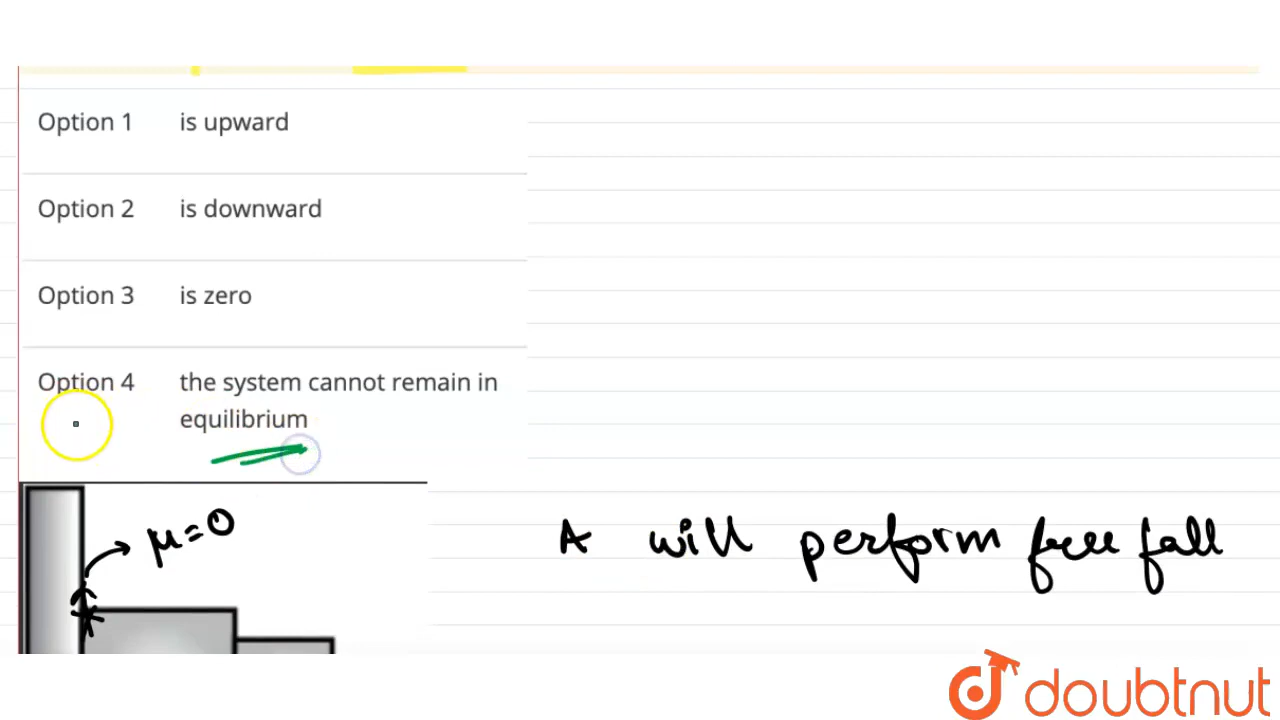 Option 1 is upward
Option 2 is downward
Option 3 is zero
Option 4 the system cannot remain in
equilibrium
μ=0
A will perform free fall
doubtnut